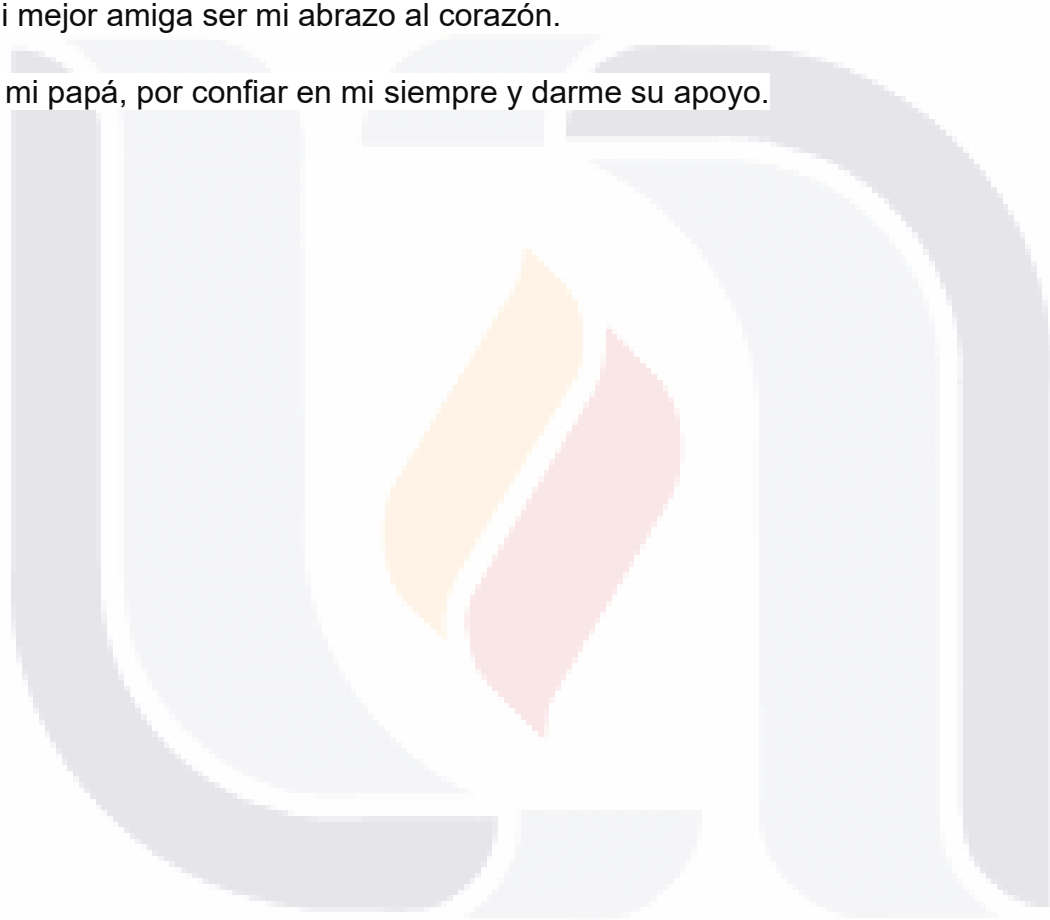 i mejor amiga ser mi abrazo al corazón.
mi papá, por confiar en mi siempre y darme su apoyo.